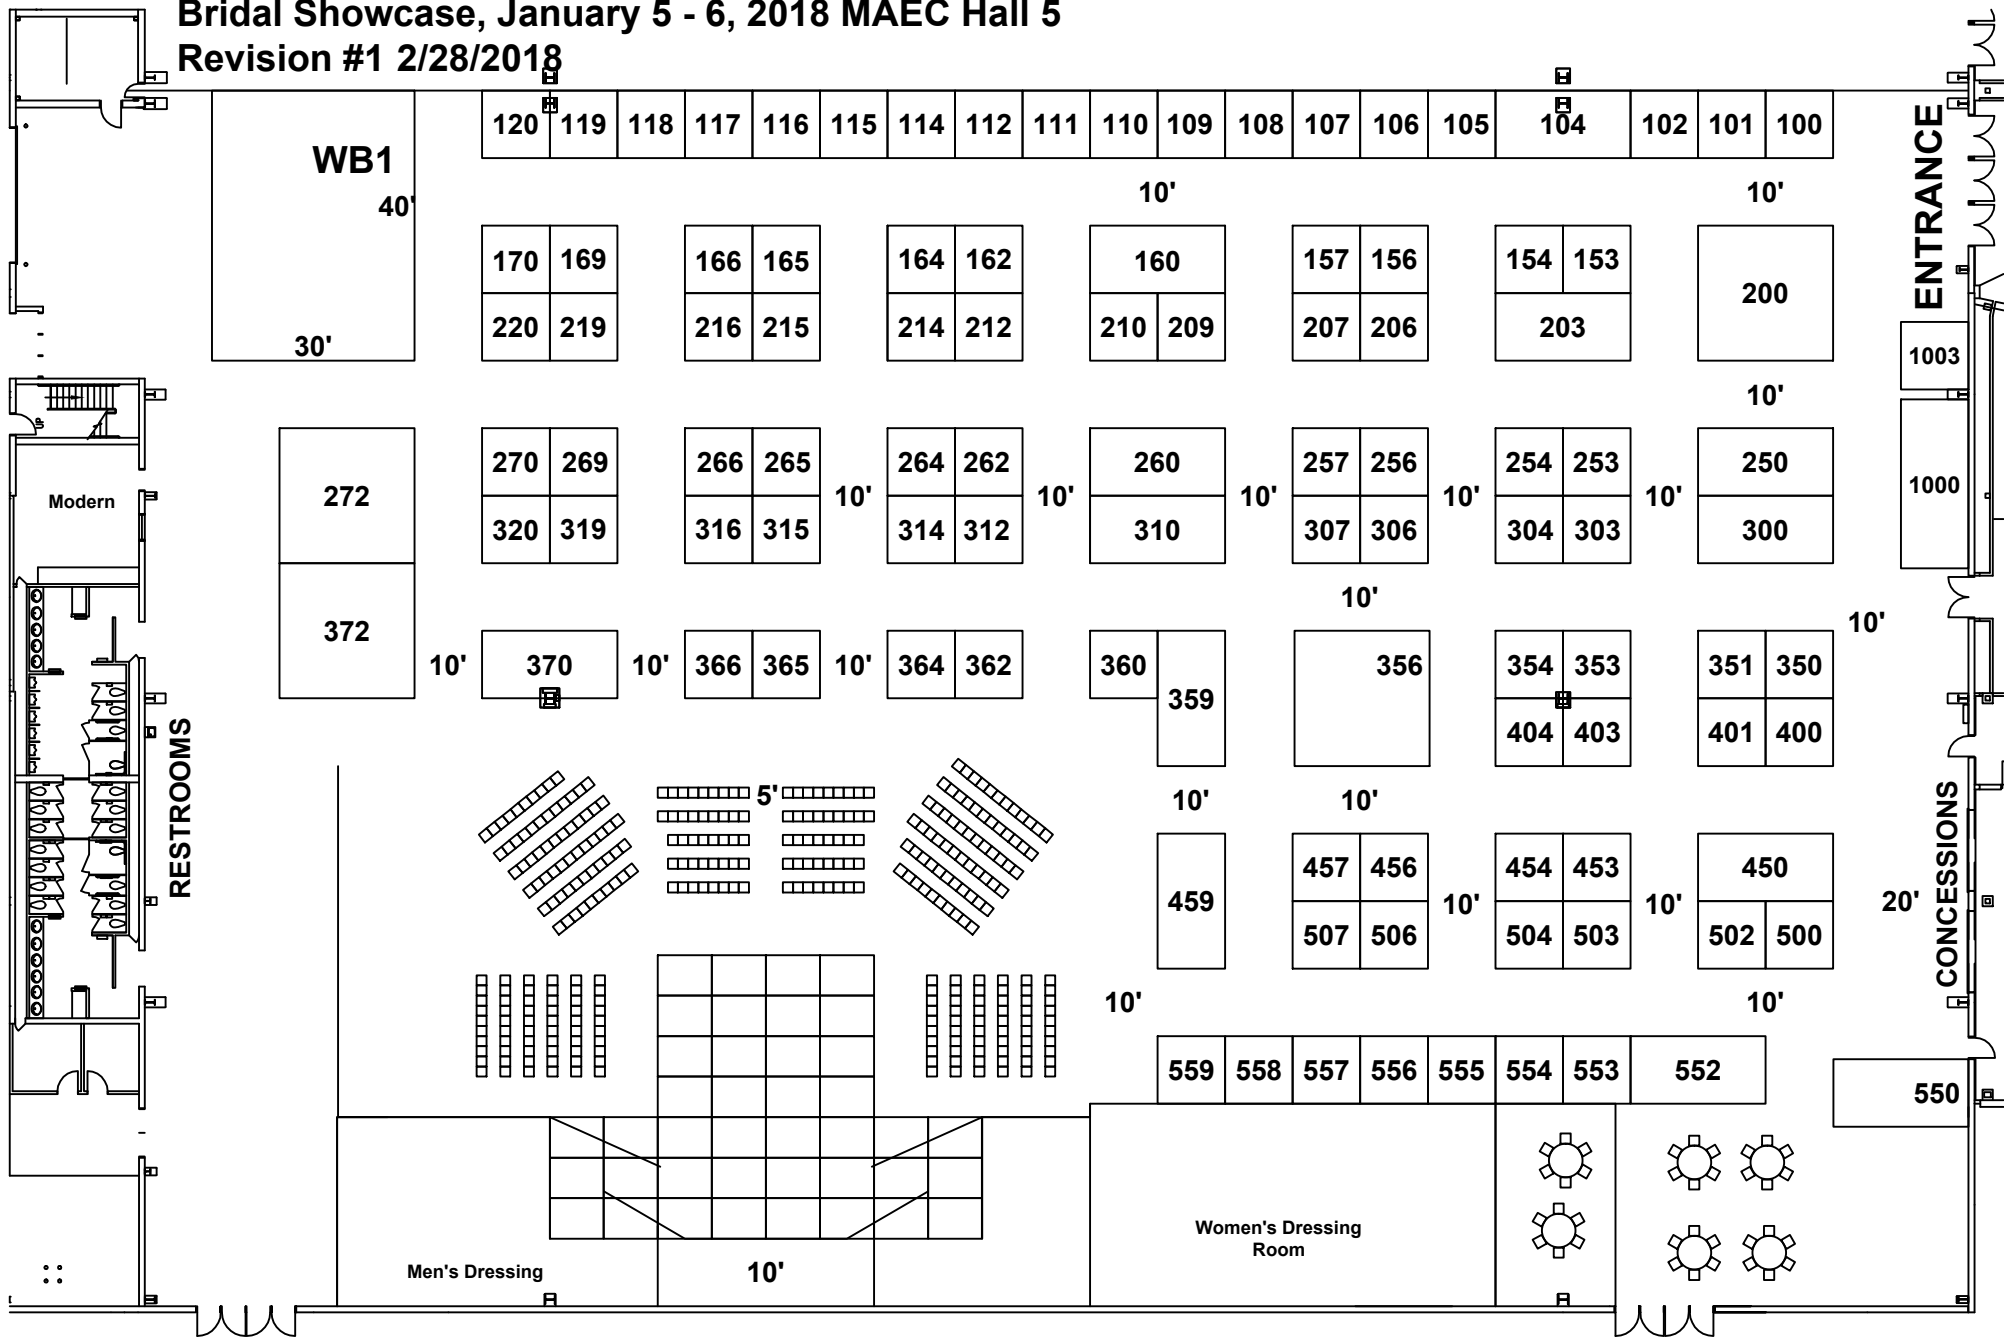 Bridal Showcase, January 5 - 6, 2018 MAEC Hall 5
Revision #1 2/28/2018
120 119 118 117 116 115 114 112 111 110 109 108 107 106 105 104 102 101 100
WB1
40'
30'
10' 10'
ENTRANCE
170 169 166 165 164 162 160 157 156 154 153
200
220 219 216 215 214 212 210 209 207 206 203
1003
10'
270 269 266 265 264 262 260 257 256 254 253 250
272 10' 10' 10' 10' 10' 1000
Modern
UP
320 319 316 315 314 312 310 307 306 304 303 300
10'
372 10'
10' 370 10' 366 365 10' 364 362 360 356 354 353 351 350
359
404 403 401 400
RESTROOMS
5' 10' 10'
CONCESSIONS
457 456 454 453 450
459 10' 10' 20'
507 506 504 503 502 500
10' 10'
559 558 557 556 555 554 553 552
550
Women's Dressing
Room
Men's Dressing 10'